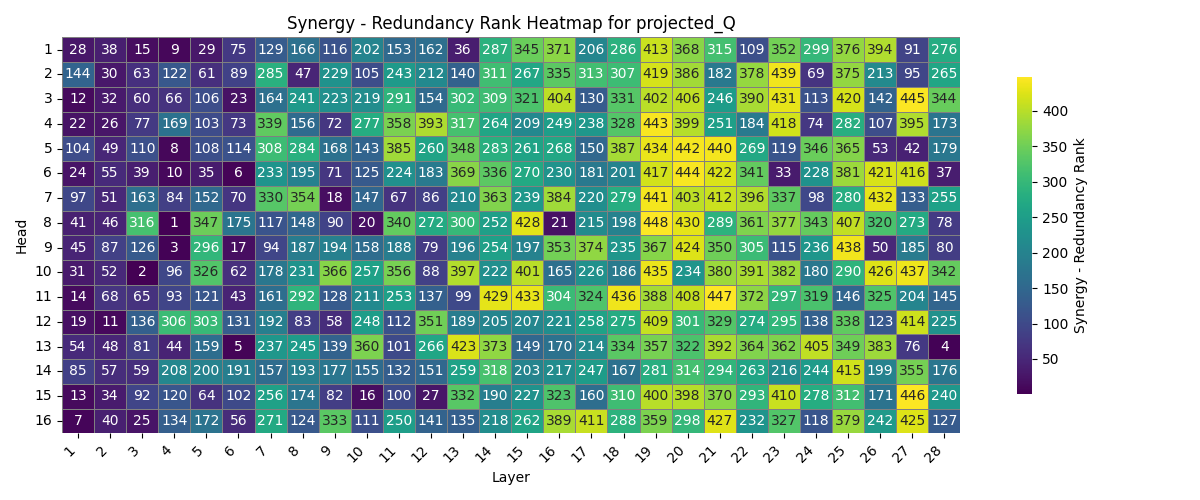 Synergy - Redundancy Rank Heatmap for projected_Q
1 28 38 15 9 29 75 129 166 116 202 153 162 36 287 345 371 206 286 413 368 315 109 352 299 376 394 91 276
2 144 30 63 122 61 89 285 47 229 105 243 212 140 311 267 335 313 307 419 386 182 378 439 69 375 213 95 265
3 12 32 60 66 106 23 164 241 223 219 291 154 302 309 321 404 130 331 402 406 246 390 431 113 420 142 445 344
4 22 26 77 169 103 73 339 156 72 277 358 393 317 264 209 249 238 328 443 399 251 184 418 74 282 107 395 173
5 104 49 110 8 108 114 308 284 168 143 385 260 348 283 261 268 150 387 434 442 440 269 119 346 365 53 42 179
6 24 55 39 10 35 6 233 195 71 125 224 183 369 336 270 230 181 201 417 444 422 341 33 228 381 421 416 37
7 97 51 163 84 70 62 330 354 18 147 67 86 210 363 239 384 220 279 441 403 412 396 337 98 280 432 133 255
8 41 46 316 1 347 175 117 148 90 20 340 272 300 252 428 21 215 198 448 430 289 361 377 343 407 320 273 78
9 45 87 126 3 296 17 94 187 194 158 188 79 196 254 197 353 374 235 367 424 350 305 115 236 438 50 185 80
10 31 52 2 96 326 62 178 231 366 257 356 88 397 222 401 165 226 186 435 234 380 391 382 180 290 426 437 342
11 14 68 65 93 121 43 161 292 128 211 253 137 99 429 433 304 324 436 388 408 447 372 297 319 146 325 204 145
12 19 11 136 306 303 131 192 83 58 248 112 351 189 205 207 221 258 275 409 301 329 274 295 138 338 123 414 225
13 54 48 81 44 159 5 237 245 139 360 101 266 423 373 149 170 214 334 357 322 392 364 362 405 349 383 76 4
14 85 57 59 208 200 191 157 193 177 155 132 151 259 318 203 217 247 167 281 314 294 263 216 244 415 199 355 176
15 13 34 92 120 64 102 256 174 82 16 100 27 332 190 227 323 160 310 400 398 370 293 410 278 312 171 446 240
16 7 40 25 134 172 56 271 124 333 111 250 141 135 218 262 389 411 288 359 298 427 232 327 118 379 242 425 127
1 2 3 4 5 6 7 8 9 10 11 12 13 14 15 16 17 18 19 20 21 22 23 24 25 26 27 28
Layer
Head
400
350
300
250
200
150
100
50
Synergy - Redundancy Rank